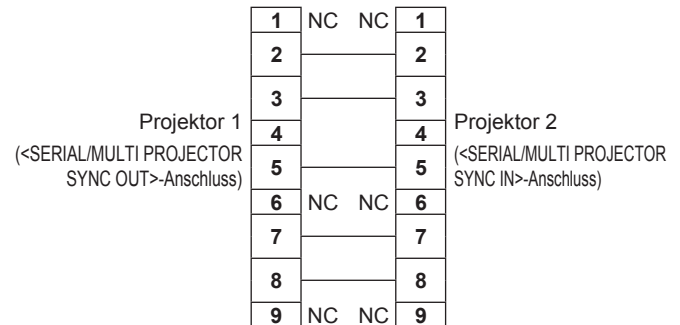 1 NC NC 1
2 2
3 3
Projektor 1
(<SERIAL/MULTI PROJECTOR
SYNC OUT>-Anschluss)
4 4
Projektor 2
(<SERIAL/MULTI PROJECTOR
SYNC IN>-Anschluss)
5 5
6 NC NC 6
7 7
8 8
9 NC NC 9